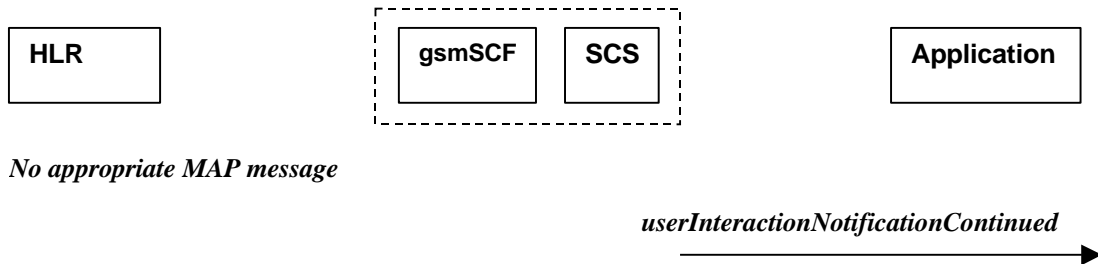 HLR
gsmSCF
SCS
Application
No appropriate MAP message
userInteractionNotificationContinued